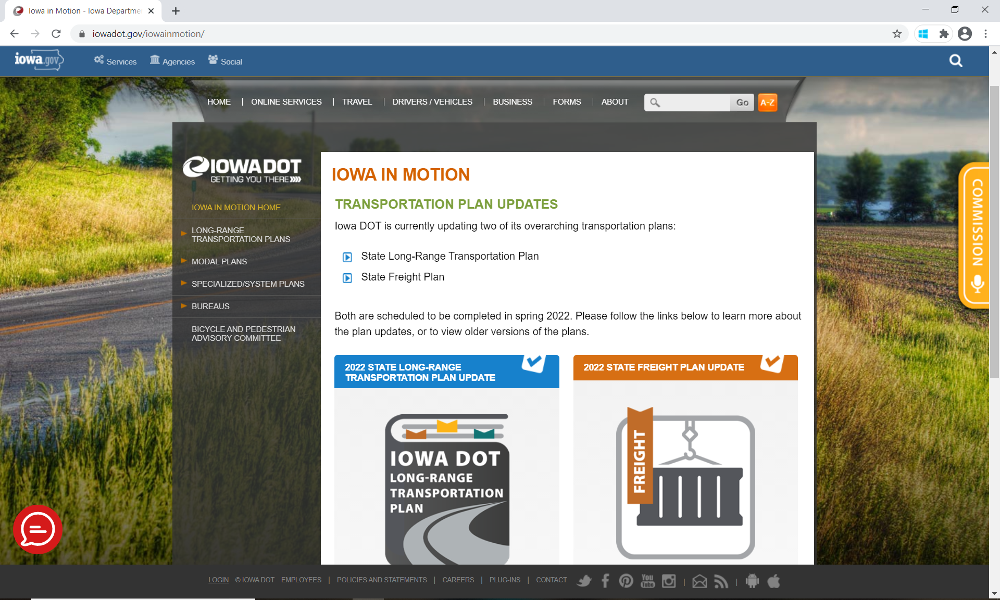 Iowa in Motion - Iowa Departme
iowadot.gov/iowainmotion/
iowa.gov
Services
Agencies
Social
HOME | ONLINE SERVICES | TRAVEL | DRIVERS / VEHICLES | BUSINESS | FORMS | ABOUT
Go
A-Z
IOWADOT
GETTING YOU THERE
IOWA IN MOTION HOME
LONG-RANGE
TRANSPORTATION PLANS
MODAL PLANS
SPECIALIZED/SYSTEM PLANS
BUREAUS
BICYCLE AND PEDESTRIAN
ADVISORY COMMITTEE
IOWA IN MOTION
TRANSPORTATION PLAN UPDATES
Iowa DOT is currently updating two of its overarching transportation plans:
State Long-Range Transportation Plan
State Freight Plan
Both are scheduled to be completed in spring 2022. Please follow the links below to learn more about
the plan updates, or to view older versions of the plans.
2022 STATE LONG-RANGE
TRANSPORTATION PLAN UPDATE
IOWA DOT
LONG-RANGE
TRANSPORTATION
PLAN
2022 STATE FREIGHT PLAN UPDATE
FREIGHT
COMMISSION
LOGIN © IOWA DOT EMPLOYEES | POLICIES AND STATEMENTS | CAREERS | PLUG-INS | CONTACT
You
Tube